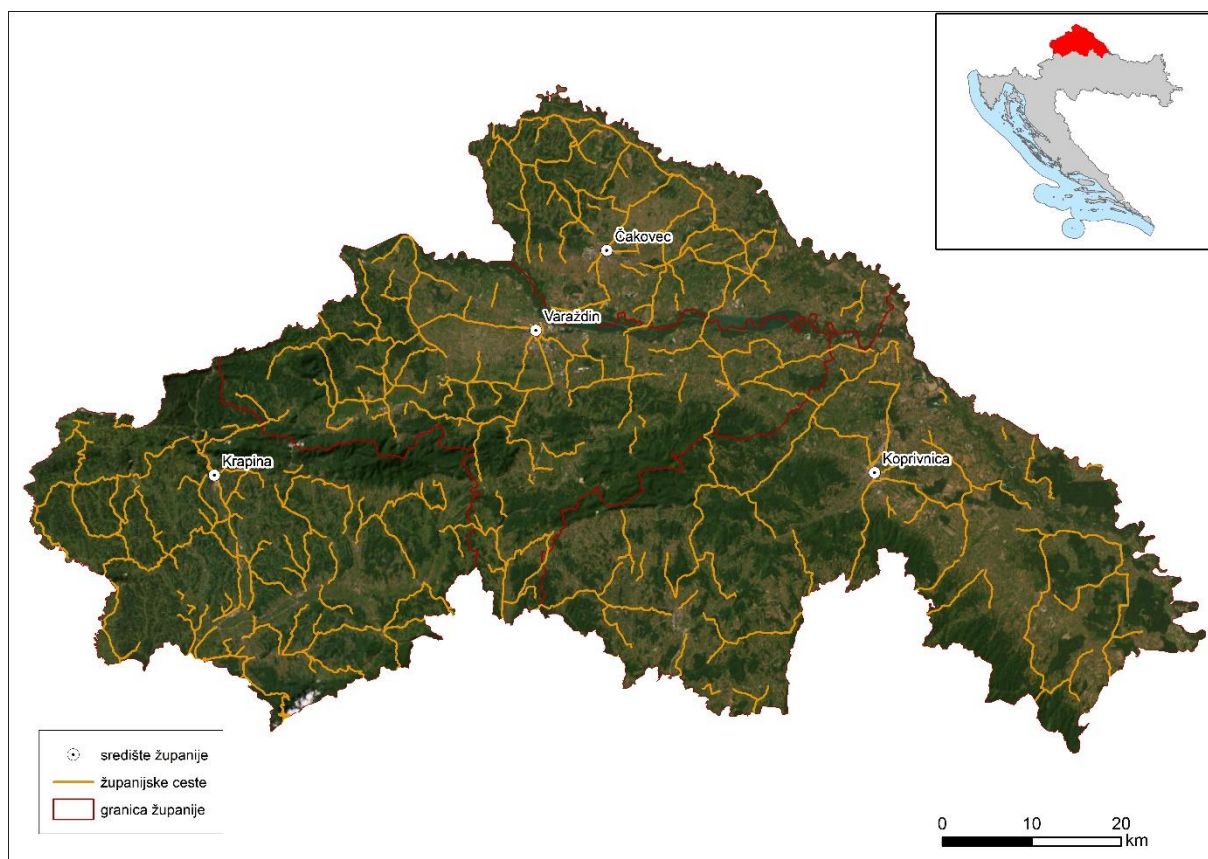 Čakovec
Varaždin
Krapina
Koprivnica
središte županije
županijske ceste
granica županije
0 10 20
km